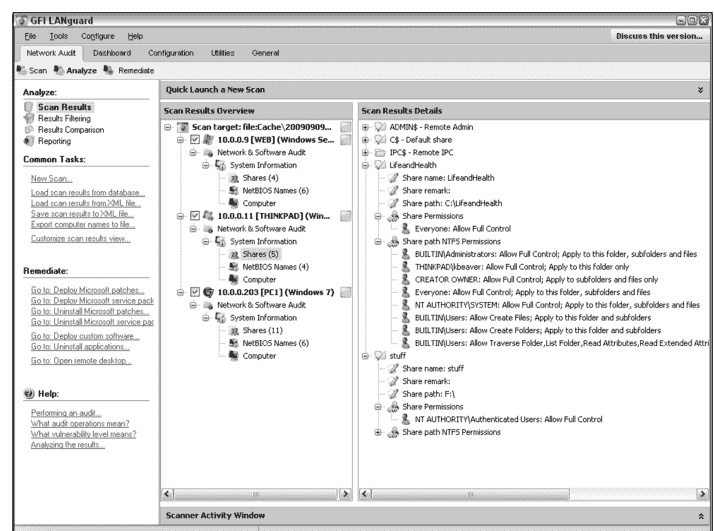 GFI LANguard
File Tools Configure Help
Discuss this version...
Network Audit Dashboard Configuration Utilities General
Scan Analyze Remediate
Analyze:
Scan Results
Results Filtering
Results Comparison
Reporting
Common Tasks:
New Scan...
Load scan results from database...
Load scan results from XML file...
Save scan results to XML file...
Export computer names to file...
Customize scan results view...
Remediate:
Go to: Deploy Microsoft patches...
Go to: Deploy Microsoft service pack
Go to: Uninstall Microsoft patches...
Go to: Uninstall Microsoft service pac
Go to: Deploy custom software...
Go to: Uninstall applications...
Go to: Open remote desktop...
Help:
Performing an audit...
What audit operations mean?
What vulnerability level means?
Analyzing the results...
Quick Launch a New Scan
Scan Results Overview
Scan target: file:Cache\20090909...
10.0.0.9 [WEB] (Windows Se...
Network & Software Audit
System Information
Shares (4)
NetBIOS Names (6)
Computer
10.0.0.11 [THINKPAD] (Win...
Network & Software Audit
System Information
Shares (5)
NetBIOS Names (4)
Computer
10.0.0.203 [PC1] (Windows 7)
Network & Software Audit
System Information
Shares (11)
NetBIOS Names (6)
Computer
Scan Results Details
ADMIN$ - Remote Admin
C$ - Default share
IPC$ - Remote IPC
LifeandHealth
Share name: LifeandHealth
Share remark:
Share path: C:\LifeandHealth
Share Permissions
Everyone: Allow Full Control
Share path NTFS Permissions
BUILTIN\Administrators: Allow Full Control; Apply to this folder, subfolders and files
THINKPAD\kbeaver: Allow Full Control; Apply to this folder only
CREATOR OWNER: Allow Full Control; Apply to subfolders and files only
Everyone: Allow Full Control; Apply to this folder, subfolders and files
NT AUTHORITY\SYSTEM: Allow Full Control; Apply to this folder, subfolders and files
BUILTIN\Users: Allow Create Files; Apply to this folder and subfolders
BUILTIN\Users: Allow Create Folders; Apply to this folder and subfolders
BUILTIN\Users: Allow Traverse Folder,List Folder,Read Attributes,Read Extended Attri
stuff
Share name: stuff
Share remark:
Share path: F:\
Share Permissions
NT AUTHORITY\Authenticated Users: Allow Full Control
Share path NTFS Permissions
Scanner Activity Window